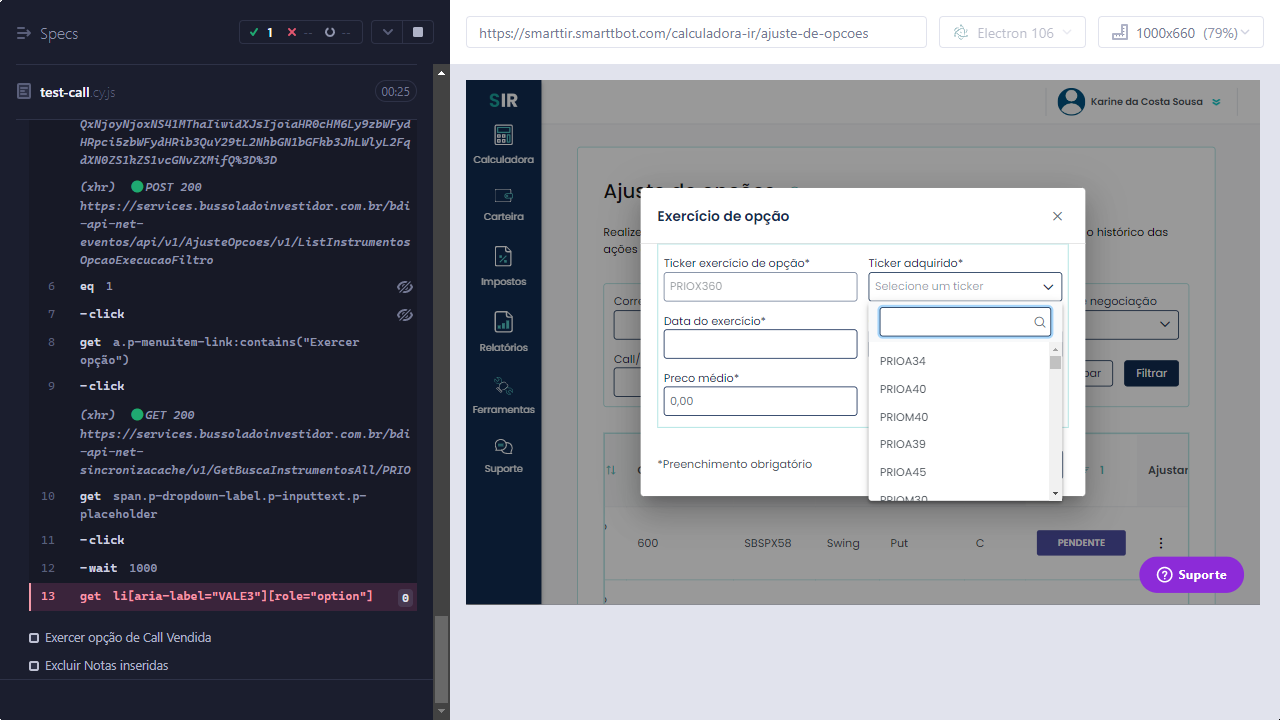 Specs
1
--
--
https://smarttir.smarttbot.com/calculadora-ir/ajuste-de-opcoes
Electron 106
1000x660 (79%)
test-call.cy.js
00:25
QxNjoyNjoxNS41MThaIiwidXJsIjoiaHR0cHM6Ly9zbWFyd
HRpci5zbWFydHRib3QuY29tL2NhbGN1bGFkb3JhLWlyL2Fq
dXN0ZS1kZS1vcGNvZXMifQ%3D%3D
(xhr) POST 200
https://services.bussoladoinvestidor.com.br/bdi
-api-net-
eventos/api/v1/AjusteOpcoes/v1/ListInstrumentos
OpcaoExecucaoFiltro
6 eq 1
7 -click
8 get a.p-menuitem-link:contains("Exercer
opção")
9 -click
(xhr) GET 200
https://services.bussoladoinvestidor.com.br/bdi
-api-net-
sincronizacache/v1/GetBuscaInstrumentosAll/PRIO
10 get span.p-dropdown-label.p-inputtext.p-
placeholder
11 -click
12 -wait 1000
13 get li[aria-label="VALE3"][role="option"] 0
Exercer opção de Call Vendida
Excluir Notas inseridas
SIR
Calculadora
Carteira
Impostos
Relatórios
Ferramentas
Suporte
Karine da Costa Sousa
Ajuste de opções
Realize
o histórico das
ações
Corre
e negociação
Call/
par
Filtrar
Exercício de opção
Ticker exercício de opção*
Ticker adquirido*
PRIOX360
Selecione um ticker
Data do exercício*
Preco médio*
0,00
*Preenchimento obrigatório
PRIOA34
PRIOA40
PRIOM40
PRIOA39
PRIOA45
PRIOM30
1
Ajustar
600
SBSPX58
Swing
Put
C
PENDENTE
Suporte